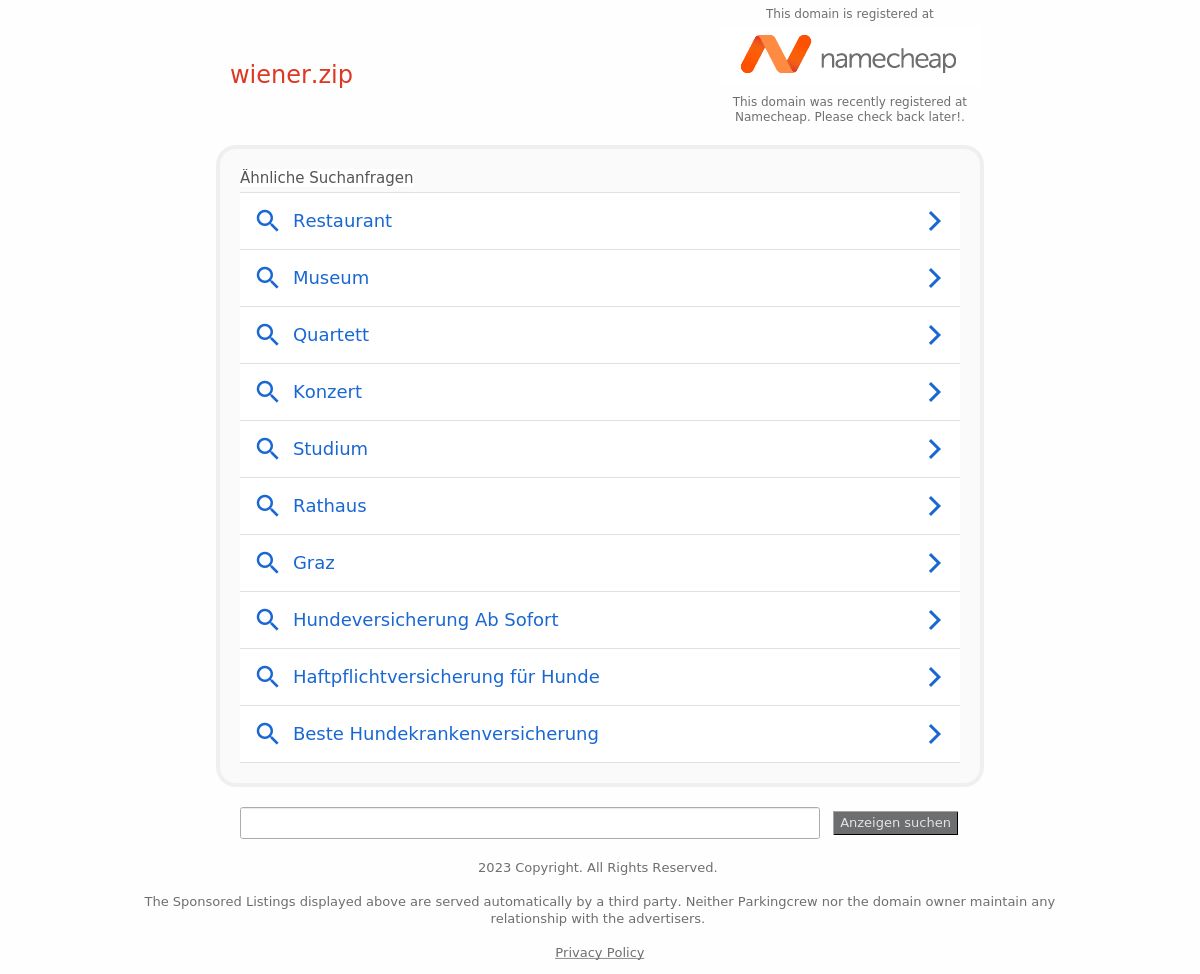 This domain is registered at
namecheap
wiener.zip
This domain was recently registered at
Namecheap. Please check back later!.
Ähnliche Suchanfragen
Restaurant
Museum
Quartett
Konzert
Studium
Rathaus
Graz
Hundeversicherung Ab Sofort
Haftpflichtversicherung für Hunde
Beste Hundekrankenversicherung
Anzeigen suchen
2023 Copyright. All Rights Reserved.
The Sponsored Listings displayed above are served automatically by a third party. Neither Parkingcrew nor the domain owner maintain any
relationship with the advertisers.
Privacy Policy